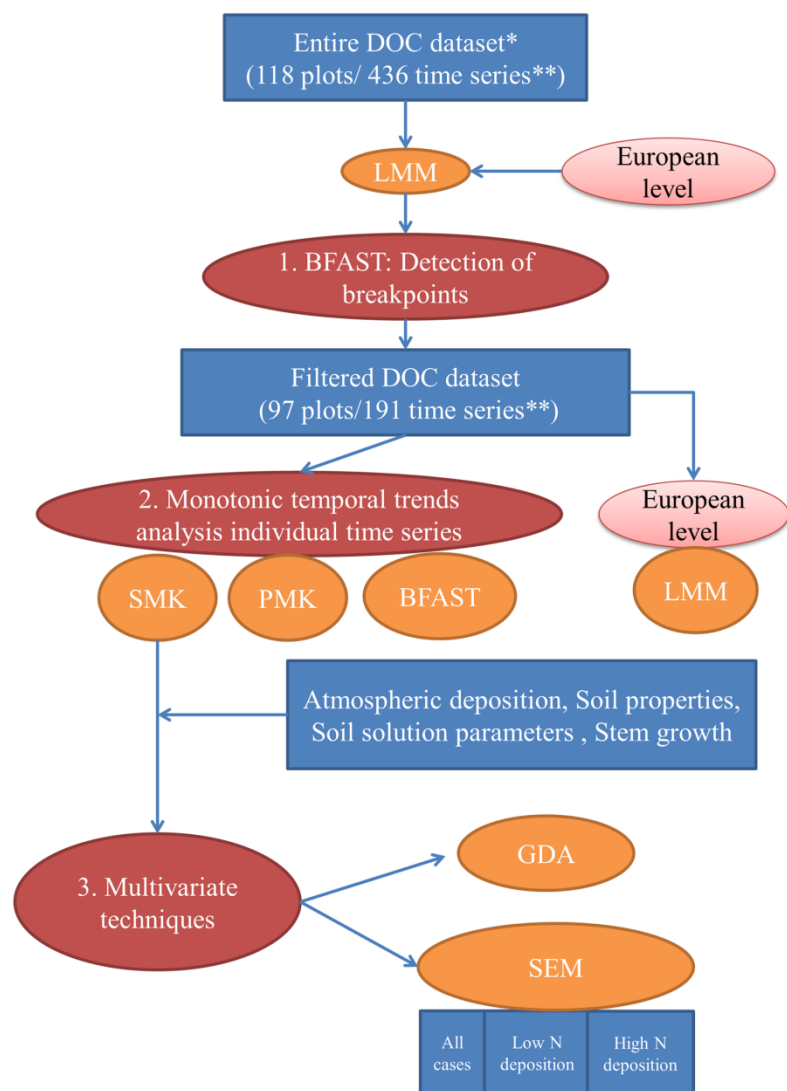 Entire DOC dataset*
(118 plots/ 436 time series**)
LMM
European
level
1. BFAST: Detection of
breakpoints
Filtered DOC dataset
(97 plots/191 time series**)
2. Monotonic temporal trends
analysis individual time series
European
level
SMK
PMK
BFAST
LMM
Atmospheric deposition, Soil properties,
Soil solution parameters , Stem growth
3. Multivariate
techniques
GDA
SEM
All
cases
Low N
deposition
High N
deposition